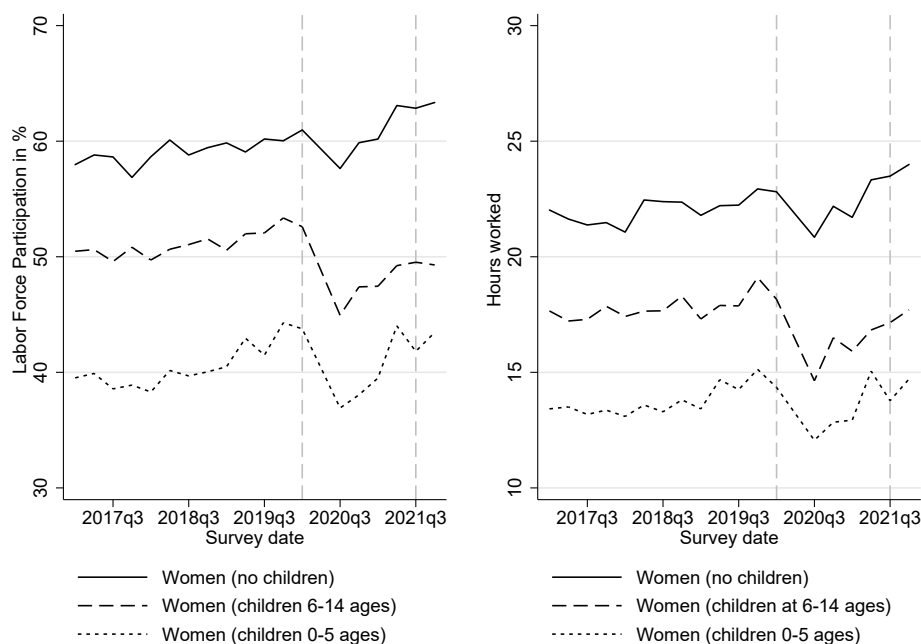 Labor Force Participation in %
70
60
50
40
30
2017q3 2018q3 2019q3 2020q3 2021q3
Survey date
Women (no children)
Women (children 6-14 ages)
Women (children 0-5 ages)
Hours worked
30
25
20
15
10
2017q3 2018q3 2019q3 2020q3 2021q3
Survey date
Women (no children)
Women (children at 6-14 ages)
Women (children 0-5 ages)